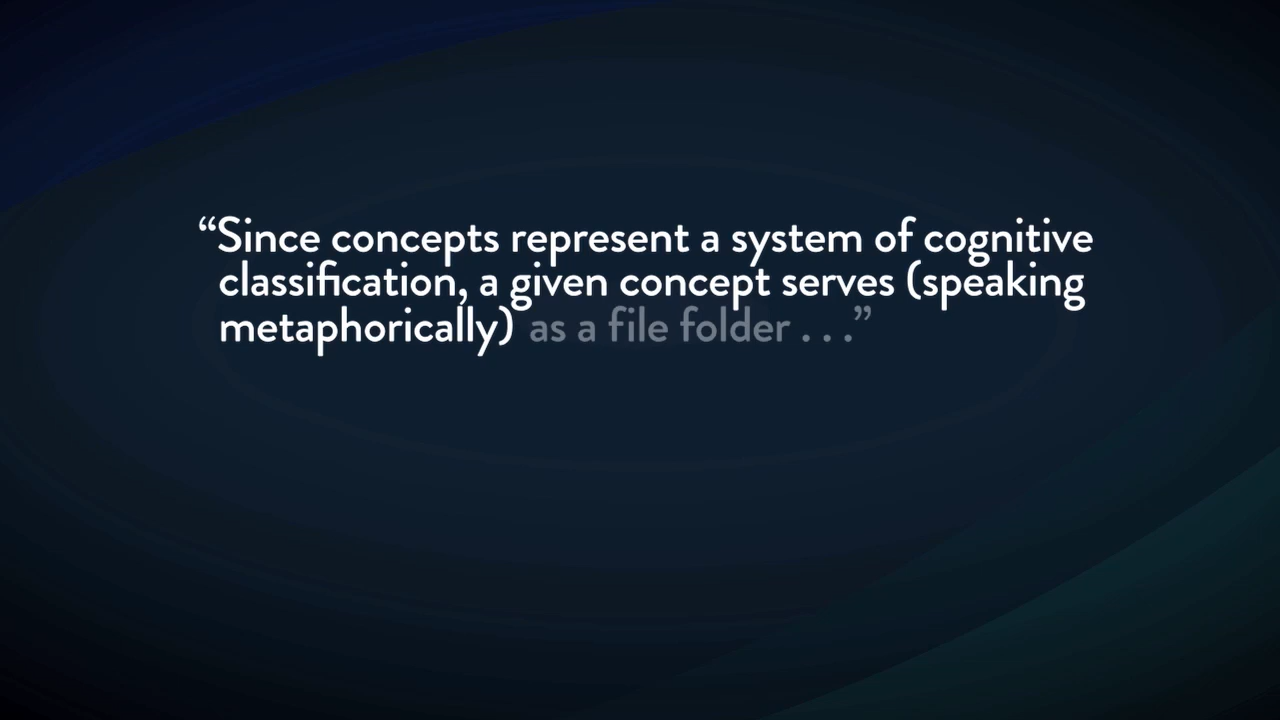 “Since concepts represent a system of cognitive
classification, a given concept serves (speaking
metaphorically) as a file folder . . .”